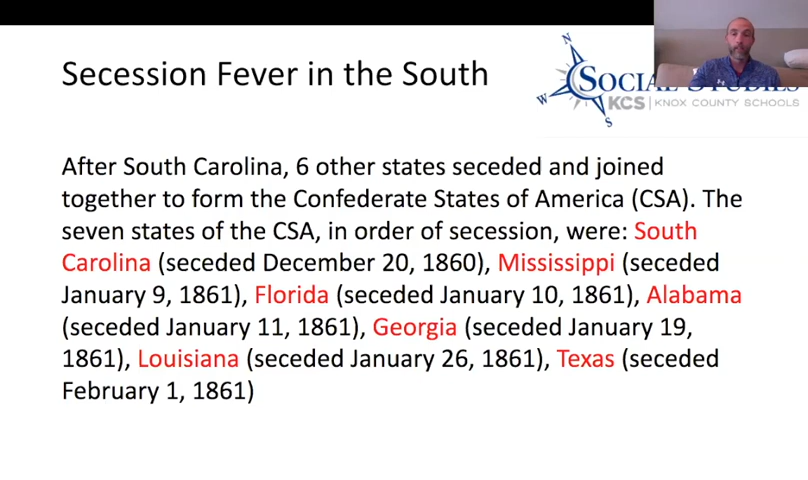 Secession Fever in the South
N
W
S
SOCIAL STUDIES
KCS | KNOX COUNTY SCHOOLS
After South Carolina, 6 other states seceded and joined
together to form the Confederate States of America (CSA). The
seven states of the CSA, in order of secession, were: South
Carolina (seceded December 20, 1860), Mississippi (seceded
January 9, 1861), Florida (seceded January 10, 1861), Alabama
(seceded January 11, 1861), Georgia (seceded January 19,
1861), Louisiana (seceded January 26, 1861), Texas (seceded
February 1, 1861)